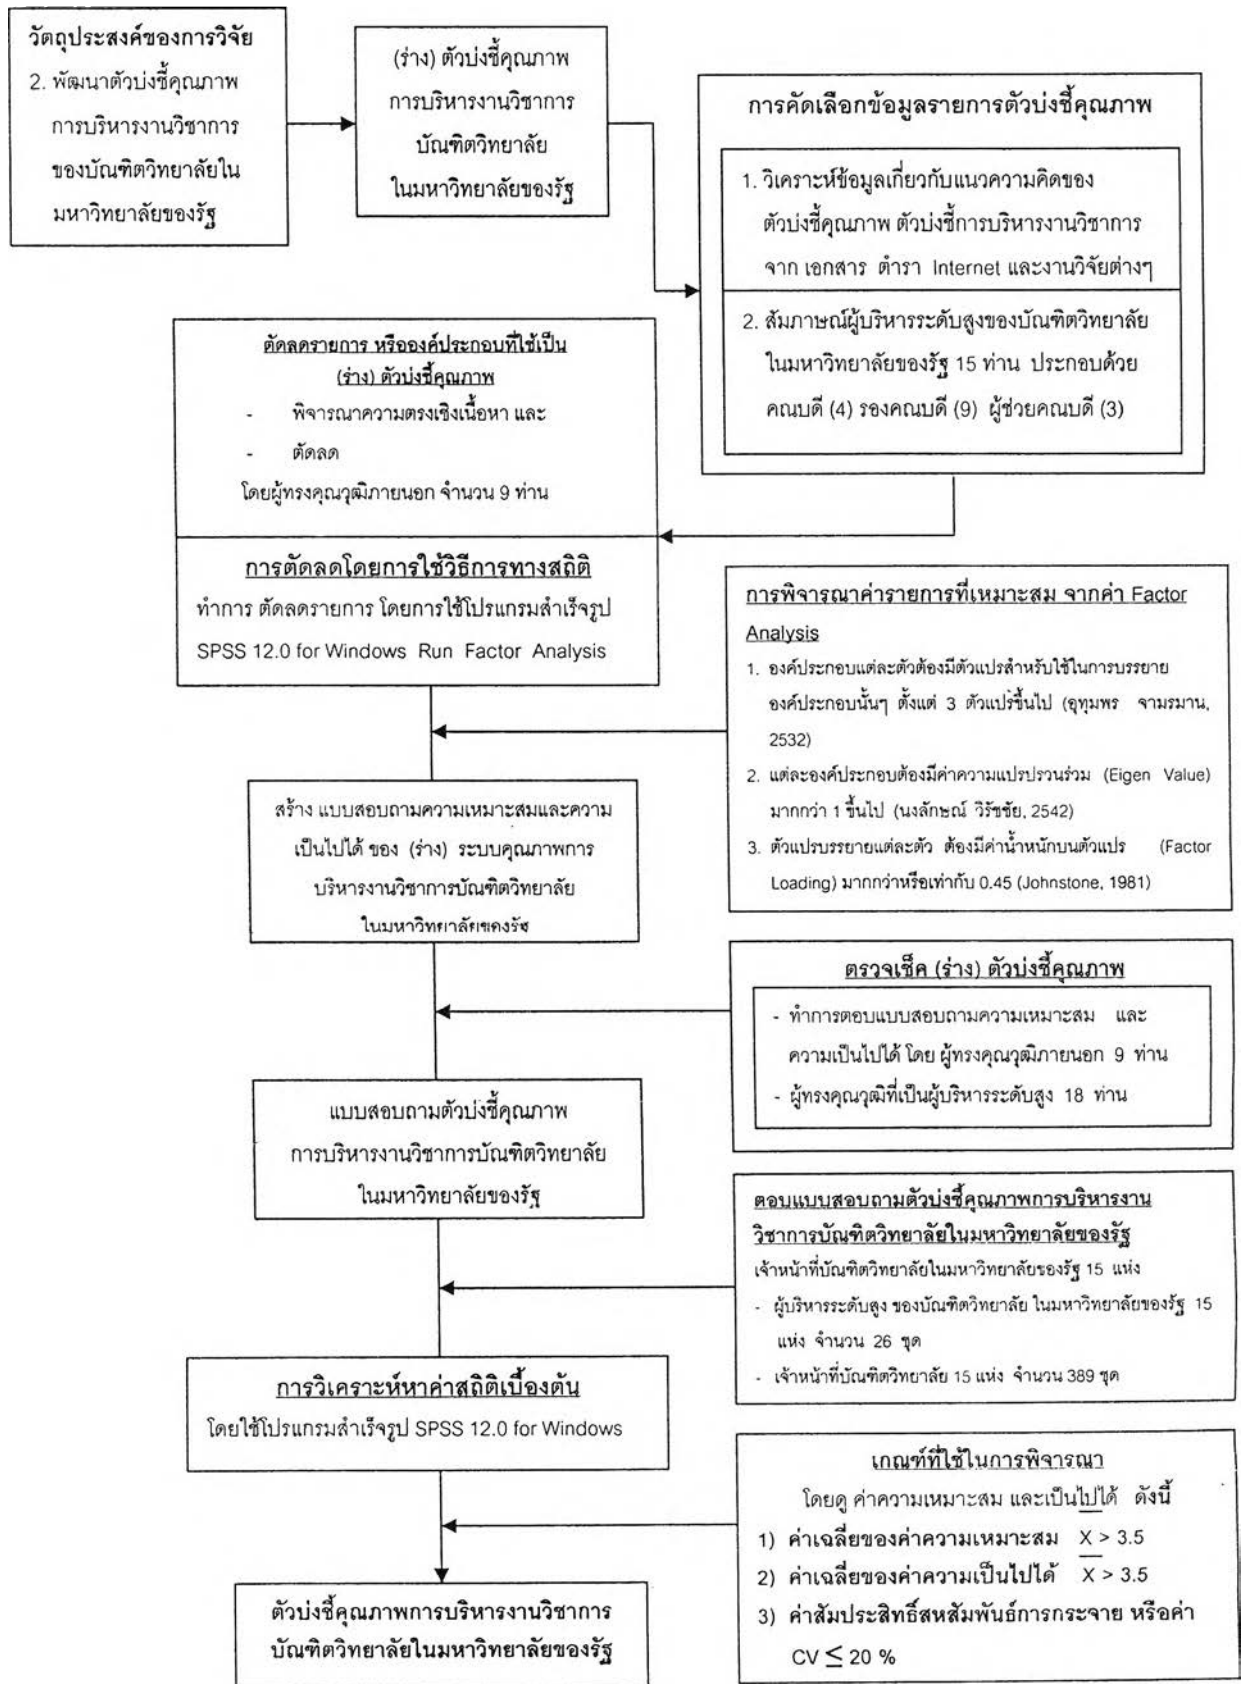 วัตถุประสงค์ของการวิจัย
2. พัฒนาตัวบ่งชี้คุณภาพ
การบริหารงานวิชาการ
ของบัณฑิตวิทยาลัยใน
มหาวิทยาลัยของรัฐ
(ร่าง) ตัวบ่งชี้คุณภาพ
การบริหารงานวิชาการ
บัณฑิตวิทยาลัย
ในมหาวิทยาลัยของรัฐ
การคัดเลือกข้อมูลรายการตัวบ่งชี้คุณภาพ
1. วิเคราะห์ข้อมูลเกี่ยวกับแนวความคิดของ
ตัวบ่งชี้คุณภาพ ตัวบ่งชี้การบริหารงานวิชาการ
จาก เอกสาร ตำรา Internet และงานวิจัยต่างๆ
2. สัมภาษณ์ผู้บริหารระดับสูงของบัณฑิตวิทยาลัย
ในมหาวิทยาลัยของรัฐ 15 ท่าน ประกอบด้วย
คณบดี (4) รองคณบดี (9) ผู้ช่วยคณบดี (3)
ตัดลดรายการ หรือองค์ประกอบที่ใช้เป็น
(ร่าง) ตัวบ่งชี้คุณภาพ
- พิจารณาความตรงเชิงเนื้อหา และ
- ตัดลด
โดยผู้ทรงคุณวุฒิภายนอก จำนวน 9 ท่าน
การตัดลดโดยการใช้วิธีการทางสถิติ
ทำการ ตัดลดรายการ โดยการใช้โปรแกรมสำเร็จรูป
SPSS 12.0 for Windows Run Factor Analysis
การพิจารณาค่ารายการที่เหมาะสม จากค่า Factor
Analysis
1. องค์ประกอบแต่ละตัวต้องมีตัวแปรสำหรับใช้ในการบรรยาย
องค์ประกอบนั้นๆ ตั้งแต่ 3 ตัวแปรขึ้นไป (อุทุมพร จามรมาน,
2532)
2. แต่ละองค์ประกอบต้องมีค่าความแปรปรวนร่วม (Eigen Value)
มากกว่า 1 ขึ้นไป (นงลักษณ์ วิรัชชัย, 2542)
3. ตัวแปรบรรยายแต่ละตัว ต้องมีค่าน้ำหนักบนตัวแปร (Factor
Loading) มากกว่าหรือเท่ากับ 0.45 (Johnstone, 1981)
สร้าง แบบสอบถามความเหมาะสมและความ
เป็นไปได้ ของ (ร่าง) ระบบคุณภาพการ
บริหารงานวิชาการบัณฑิตวิทยาลัย
ในมหาวิทยาลัยของรัฐ
ตรวจเช็ค (ร่าง) ตัวบ่งชี้คุณภาพ
- ทำการตอบแบบสอบถามความเหมาะสม และ
ความเป็นไปได้ โดย ผู้ทรงคุณวุฒิภายนอก 9 ท่าน
- ผู้ทรงคุณวุฒิที่เป็นผู้บริหารระดับสูง 18 ท่าน
แบบสอบถามตัวบ่งชี้คุณภาพ
การบริหารงานวิชาการบัณฑิตวิทยาลัย
ในมหาวิทยาลัยของรัฐ
ตอบแบบสอบถามตัวบ่งชี้คุณภาพการบริหารงาน
วิชาการบัณฑิตวิทยาลัยในมหาวิทยาลัยของรัฐ
เจ้าหน้าที่บัณฑิตวิทยาลัยในมหาวิทยาลัยของรัฐ 15 แห่ง
- ผู้บริหารระดับสูง ของบัณฑิตวิทยาลัย ในมหาวิทยาลัยของรัฐ 15
แห่ง จำนวน 26 ชุด
- เจ้าหน้าที่บัณฑิตวิทยาลัย 15 แห่ง จำนวน 389 ชุด
การวิเคราะห์หาค่าสถิติเบื้องต้น
โดยใช้โปรแกรมสำเร็จรูป SPSS 12.0 for Windows
เกณฑ์ที่ใช้ในการพิจารณา
โดยดู ค่าความเหมาะสม และเป็นไปได้ ดังนี้
1) ค่าเฉลี่ยของค่าความเหมาะสม X̅ > 3.5
2) ค่าเฉลี่ยของค่าความเป็นไปได้ X̅ > 3.5
3) ค่าสัมประสิทธิ์สหสัมพันธ์การกระจาย หรือค่า
CV ≤ 20 %
ตัวบ่งชี้คุณภาพการบริหารงานวิชาการ
บัณฑิตวิทยาลัยในมหาวิทยาลัยของรัฐ